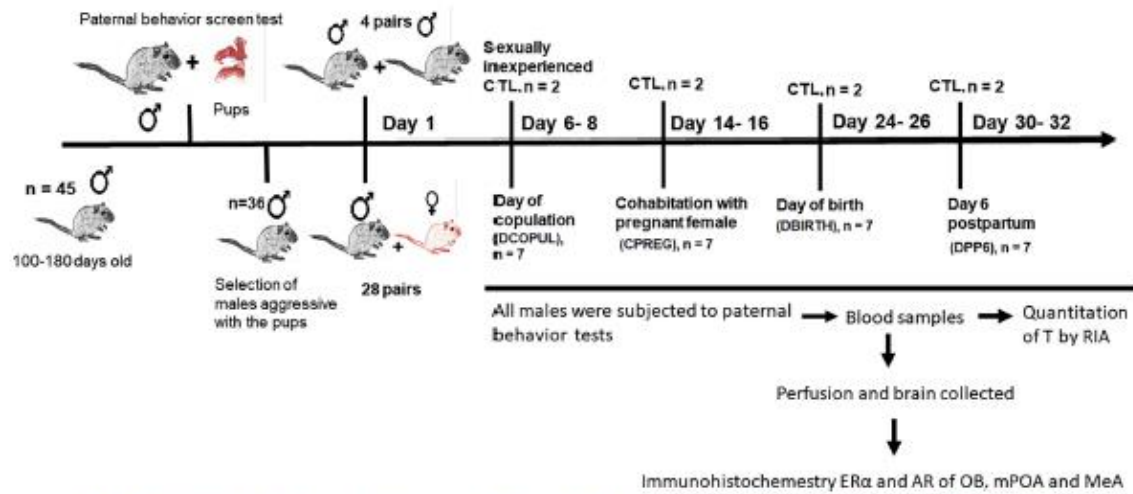 Paternal behavior screen test
Pups
4 pairs
Sexually
inexperienced
CTL, n = 2
CTL, n = 2
CTL, n = 2
CTL, n = 2
Day 1
Day 6- 8
Day 14- 16
Day 24- 26
Day 30- 32
n = 45
100-180 days old
n=36
Selection of
males aggressive
with the pups
28 pairs
Day of
copulation
(DCOPUL),
n = 7
Cohabitation with
pregnant female
(CPREG), n = 7
Day of birth
(DBIRTH), n = 7
Day 6
postpartum
(DPP6), n = 7
All males were subjected to paternal
behavior tests
Blood samples
Quantitation
of T by RIA
Perfusion and brain collected
Immunohistochemestry ERα and AR of OB, mPOA and MeA